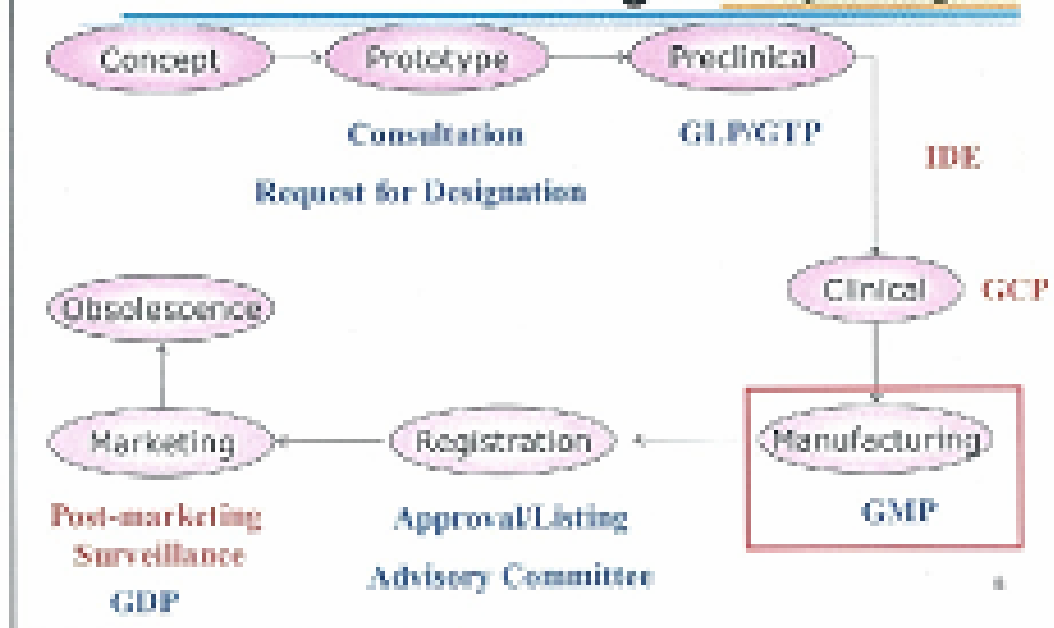 Concept
Prototype
Preclinical
Consultation
GLP/GTP
IDE
Request for Designation
Clinical
GCP
Obsolescence
Marketing
Registration
Manufacturing
Post-marketing
Surveillance
GDP
Approval/Listing
Advisory Committee
GMP